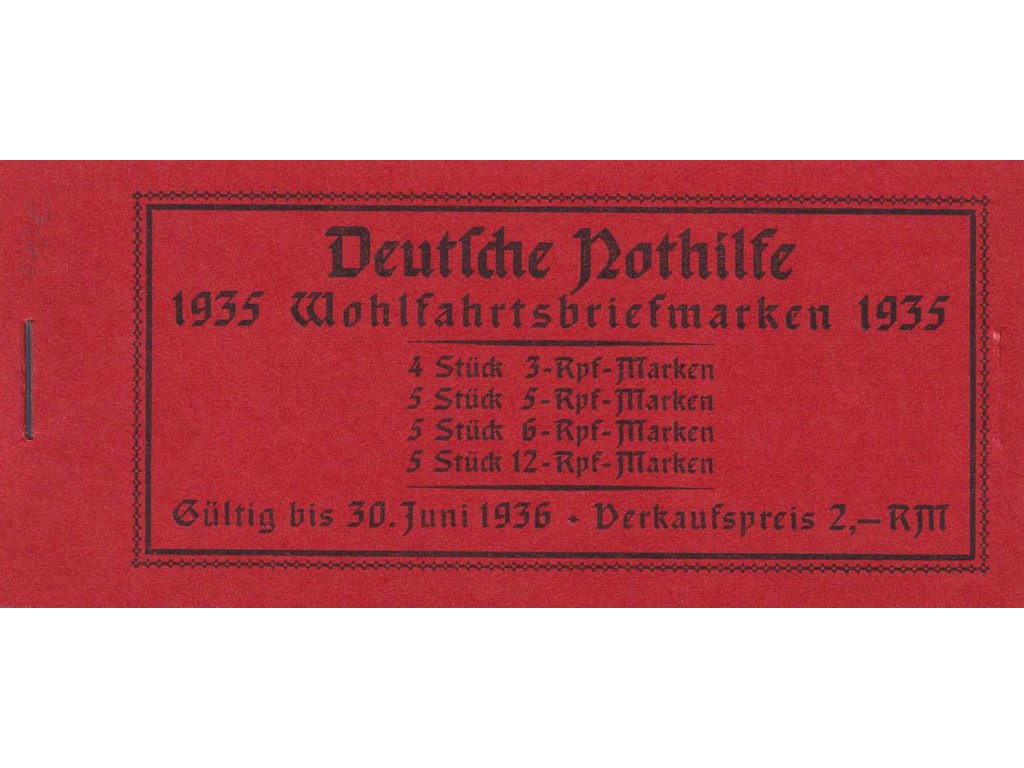 Deutſche Nothilfe
1935 Wohlfahrtsbriefmarken 1935
4 Stück 3-Rpf-Marken
5 Stück 5-Rpf-Marken
5 Stück 6-Rpf-Marken
5 Stück 12-Rpf-Marken
Gültig bis 30. Juni 1936 • Verkaufspreis 2,— RM